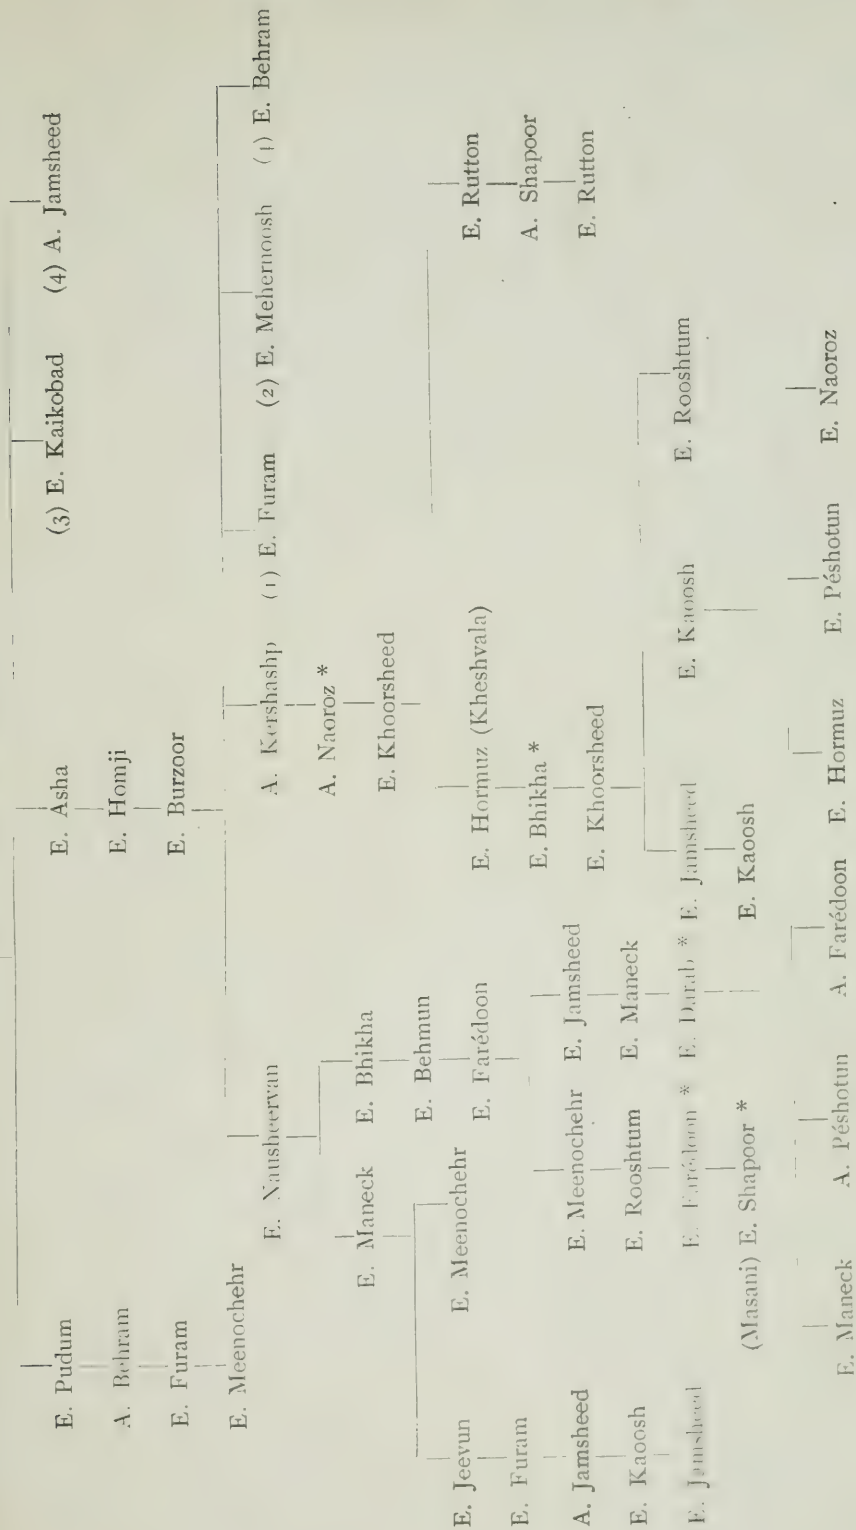 E. Pudum E. Asha (3) E. Kaikobad (4) A. Jamsheed
A. Behram E. Homji
E. Furam E. Burzoor
E. Meenochehr
E. Nausheervan A. Kershashp (1) E. Furam (2) E. Mehernoosh (1) E. Behram
A. Naoroz *
E. Maneck E. Bhikha E. Khoorsheed
E. Behmun
E. Jeevun E. Meenochehr E. Farédoon E. Hormuz (Kheshvala) E. Rutton
E. Furam E. Bhikha * A. Shapoor
A. Jamsheed E. Meenochehr E. Jamsheed E. Khoorsheed E. Rutton
E. Kaoosh E. Rooshtum E. Maneck
E. Jamsheed E. Farédoon * E. Darab * E. Jamsheed E. Kaoosh E. Rooshtum
(Masani) E. Shapoor * E. Kaoosh
E. Maneck A. Péshotun A. Farédoon E. Hormuz E. Péshotun E. Naoroz